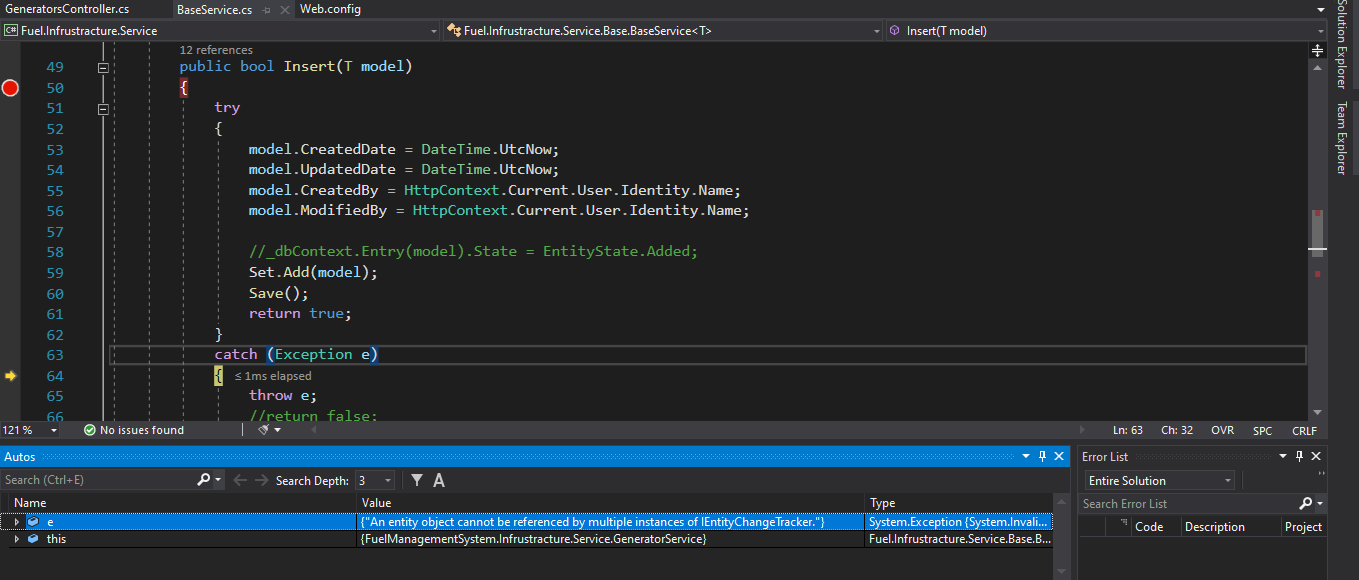 GeneratorsController.cs BaseService.cs Web.config
C# Fuel.Infrustracture.Service Fuel.Infrustracture.Service.Base.BaseService<T> Insert(T model)
12 references
49 public bool Insert(T model)
50 {
51 try
52 {
53 model.CreatedDate = DateTime.UtcNow;
54 model.UpdatedDate = DateTime.UtcNow;
55 model.CreatedBy = HttpContext.Current.User.Identity.Name;
56 model.ModifiedBy = HttpContext.Current.User.Identity.Name;
57
58 //_dbContext.Entry(model).State = EntityState.Added;
59 Set.Add(model);
60 Save();
61 return true;
62 }
63 catch (Exception e)
64 { ≤ 1ms elapsed
65 throw e;
66 //return false;
Solution Explorer
Team Explorer
121 % No issues found Ln: 63 Ch: 32 OVR SPC CRLF
Autos
Search (Ctrl+E) Search Depth: 3 A
Name Value Type
e {"An entity object cannot be referenced by multiple instances of IEntityChangeTracker."} System.Exception {System.Invali...
this {FuelManagementSystem.Infrustracture.Service.GeneratorService} Fuel.Infrustracture.Service.Base.B...
Error List
Entire Solution
Search Error List
Code Description Project